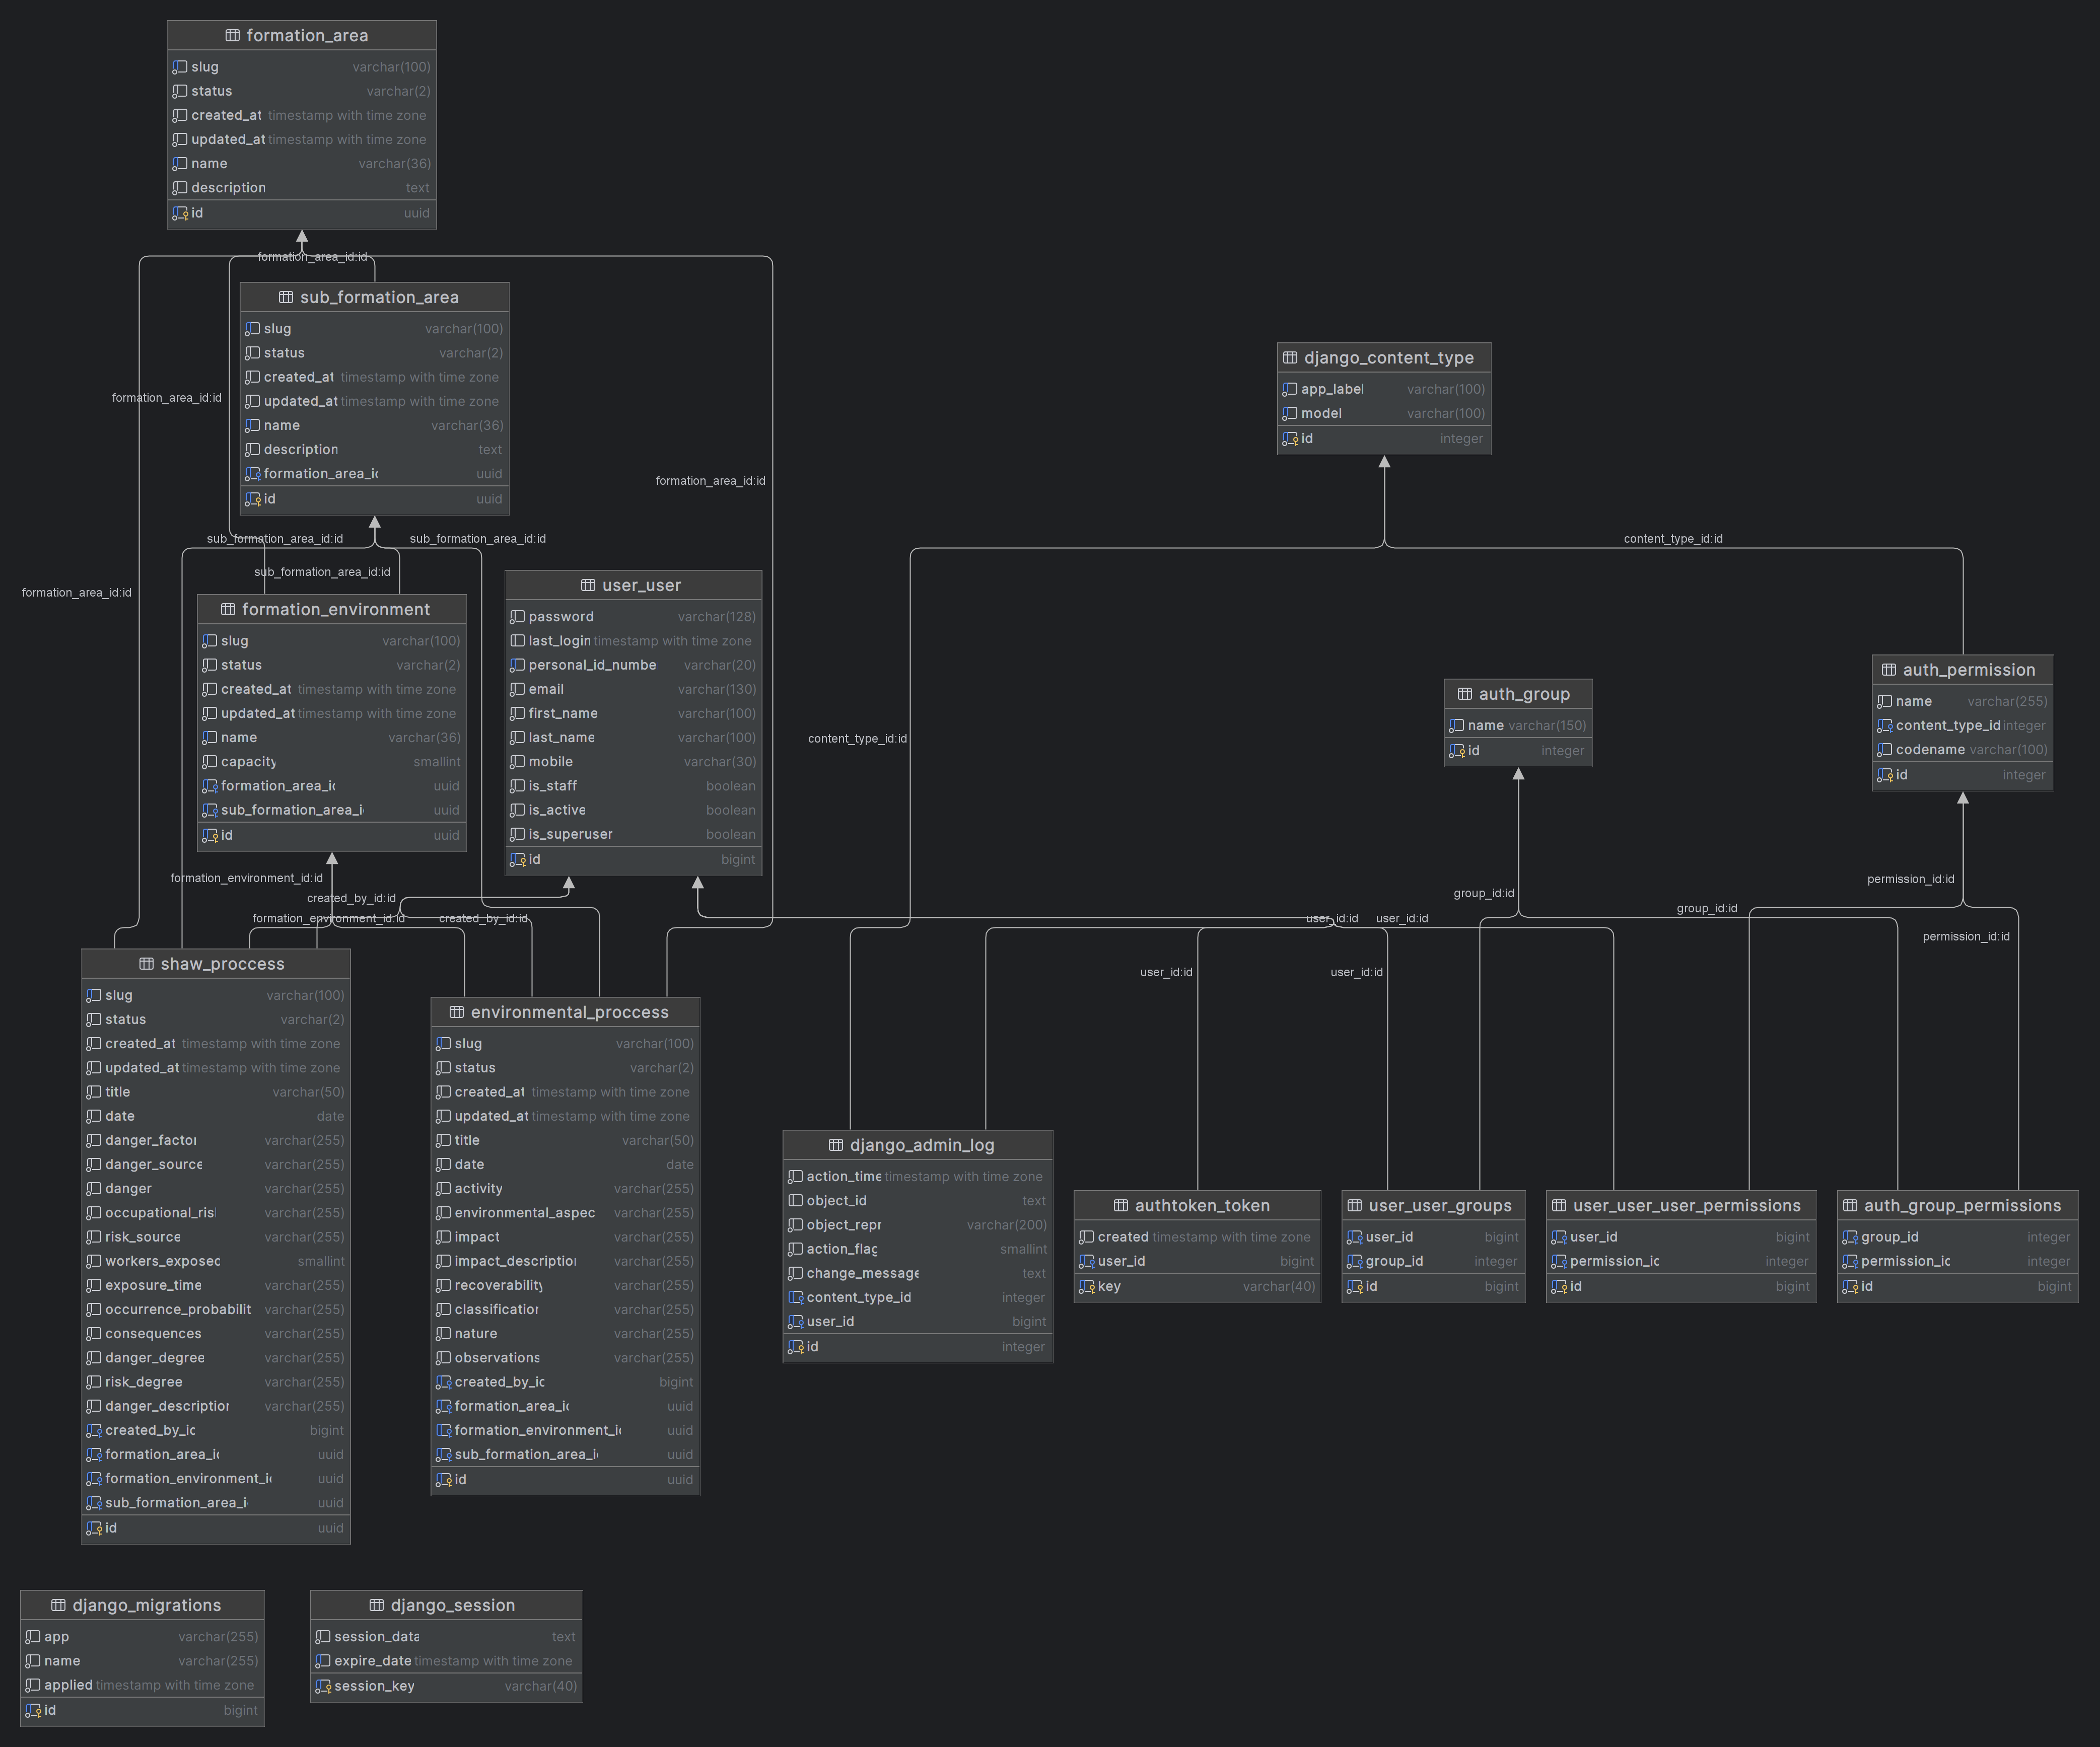 formation_area
slug varchar(100)
status varchar(2)
created_at timestamp with time zone
updated_at timestamp with time zone
name varchar(36)
description text
id uuid
formation_area_id:id
sub_formation_area
slug varchar(100)
status varchar(2)
created_at timestamp with time zone
updated_at timestamp with time zone
name varchar(36)
description text
formation_area_ic uuid
id uuid
formation_area_id:id
formation_area_id:id
formation_area_id:id
sub_formation_area_id:id
sub_formation_area_id:id
sub_formation_area_id:id
formation_environment
slug varchar(100)
status varchar(2)
created_at timestamp with time zone
updated_at timestamp with time zone
name varchar(36)
capacity smallint
formation_area_ic uuid
sub_formation_area_i uuid
id uuid
user_user
password varchar(128)
last_login timestamp with time zone
personal_id_numbe varchar(20)
email varchar(130)
first_name varchar(100)
last_name varchar(100)
mobile varchar(30)
is_staff boolean
is_active boolean
is_superuser boolean
id bigint
django_content_type
app_label varchar(100)
model varchar(100)
id integer
content_type_id:id
content_type_id:id
auth_group
name varchar(150)
id integer
auth_permission
name varchar(255)
content_type_id integer
codename varchar(100)
id integer
formation_environment_id:id
created_by_id:id
formation_environment_id:id
created_by_id:id
user_id:id
user_id:id
user_id:id
user_id:id
group_id:id
group_id:id
permission_id:id
permission_id:id
shaw_proccess
slug varchar(100)
status varchar(2)
created_at timestamp with time zone
updated_at timestamp with time zone
title varchar(50)
date date
danger_factor varchar(255)
danger_source varchar(255)
danger varchar(255)
occupational_risl varchar(255)
risk_source varchar(255)
workers_exposed smallint
exposure_time varchar(255)
occurrence_probabilit varchar(255)
consequences varchar(255)
danger_degree varchar(255)
risk_degree varchar(255)
danger_description varchar(255)
created_by_ic bigint
formation_area_ic uuid
formation_environment_ic uuid
sub_formation_area_i uuid
id uuid
environmental_proccess
slug varchar(100)
status varchar(2)
created_at timestamp with time zone
updated_at timestamp with time zone
title varchar(50)
date date
activity varchar(255)
environmental_aspec varchar(255)
impact varchar(255)
impact_description varchar(255)
recoverability varchar(255)
classification varchar(255)
nature varchar(255)
observations varchar(255)
created_by_ic bigint
formation_area_ic uuid
formation_environment_ic uuid
sub_formation_area_i uuid
id uuid
django_admin_log
action_time timestamp with time zone
object_id text
object_repr varchar(200)
action_flag smallint
change_message text
content_type_id integer
user_id bigint
id integer
authtoken_token
created timestamp with time zone
user_id bigint
key varchar(40)
user_user_groups
user_id bigint
group_id integer
id bigint
user_user_user_permissions
user_id bigint
permission_ic integer
id bigint
auth_group_permissions
group_id integer
permission_ic integer
id bigint
django_migrations
app varchar(255)
name varchar(255)
applied timestamp with time zone
id bigint
django_session
session_data text
expire_date timestamp with time zone
session_key varchar(40)